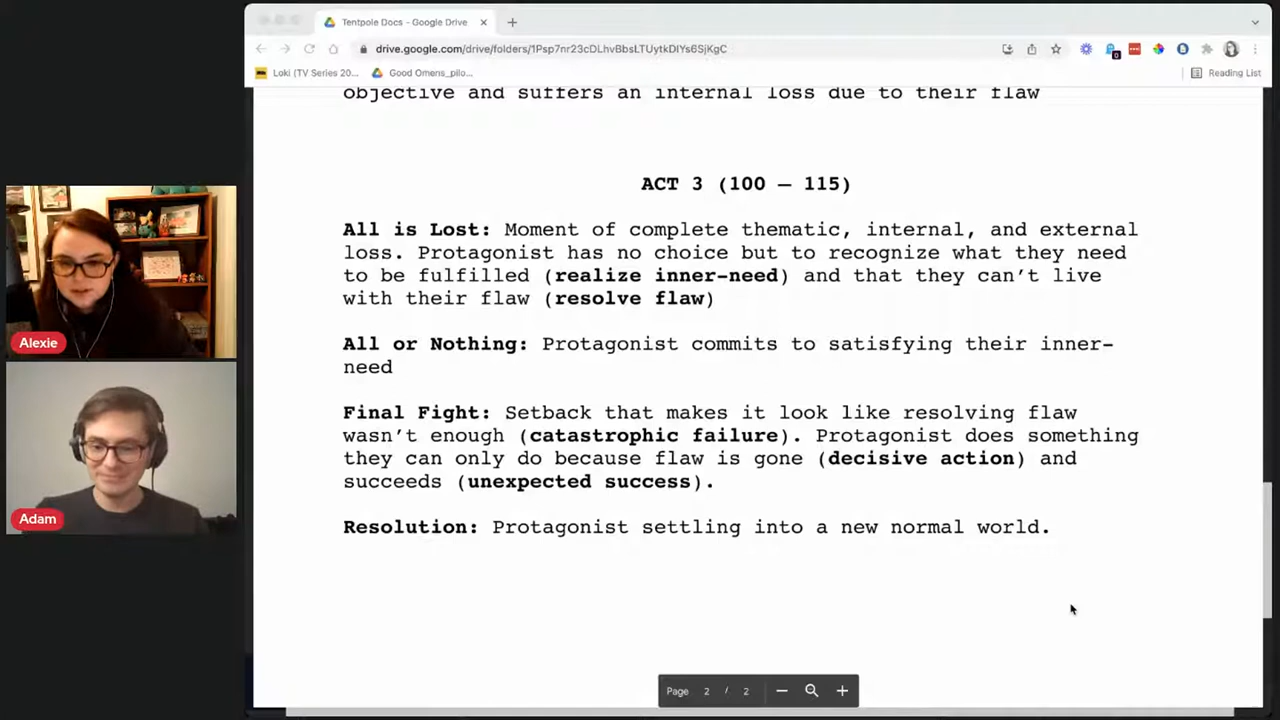 Tentpole Docs - Google Drive
drive.google.com/drive/folders/1Psp7nr23cDLhvBbsLTUytkDIYs6SjKgC
0
Loki (TV Series 20...
Good Omens_pilo...
Reading List
objective and suffers an internal loss due to their flaw
ACT 3 (100 – 115)
All is Lost: Moment of complete thematic, internal, and external
loss. Protagonist has no choice but to recognize what they need
to be fulfilled (realize inner-need) and that they can't live
with their flaw (resolve flaw)
All or Nothing: Protagonist commits to satisfying their inner-
need
Final Fight: Setback that makes it look like resolving flaw
wasn't enough (catastrophic failure). Protagonist does something
they can only do because flaw is gone (decisive action) and
succeeds (unexpected success).
Resolution: Protagonist settling into a new normal world.
Page 2 / 2
Alexie
Adam